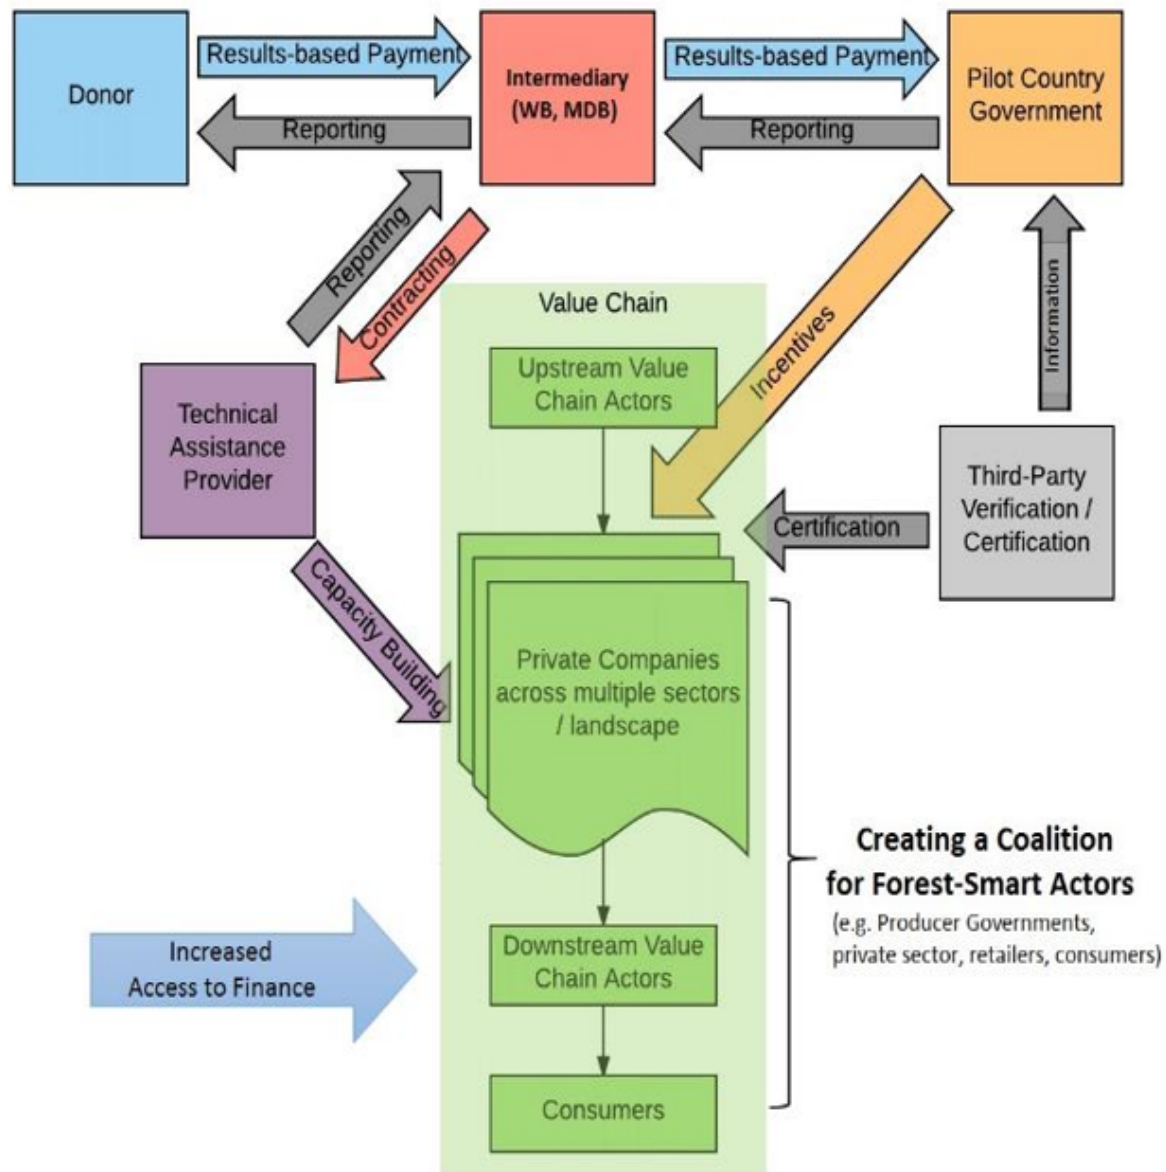 Donor
Results-based Payment
Reporting
Intermediary
(WB, MDB)
Results-based Payment
Reporting
Pilot Country
Government
Reporting
Contracting
Incentives
Information
Value Chain
Upstream Value
Chain Actors
Technical
Assistance
Provider
Third-Party
Verification /
Certification
Certification
Capacity Building
Private Companies
across multiple sectors
/ landscape
Creating a Coalition
for Forest-Smart Actors
(e.g. Producer Governments,
private sector, retailers, consumers)
Increased
Access to Finance
Downstream Value
Chain Actors
Consumers